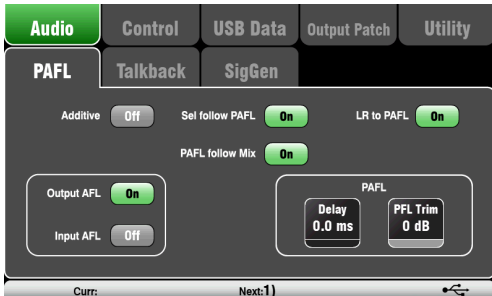 Audio Control USB Data Output Patch Utility
PAFL Talkback SigGen
Additive Off Sel follow PAFL On LR to PAFL On
PAFL follow Mix On
Output AFL On
Input AFL Off
PAFL
Delay
0.0 ms
PFL Trim
0 dB
Curr: Next:1)